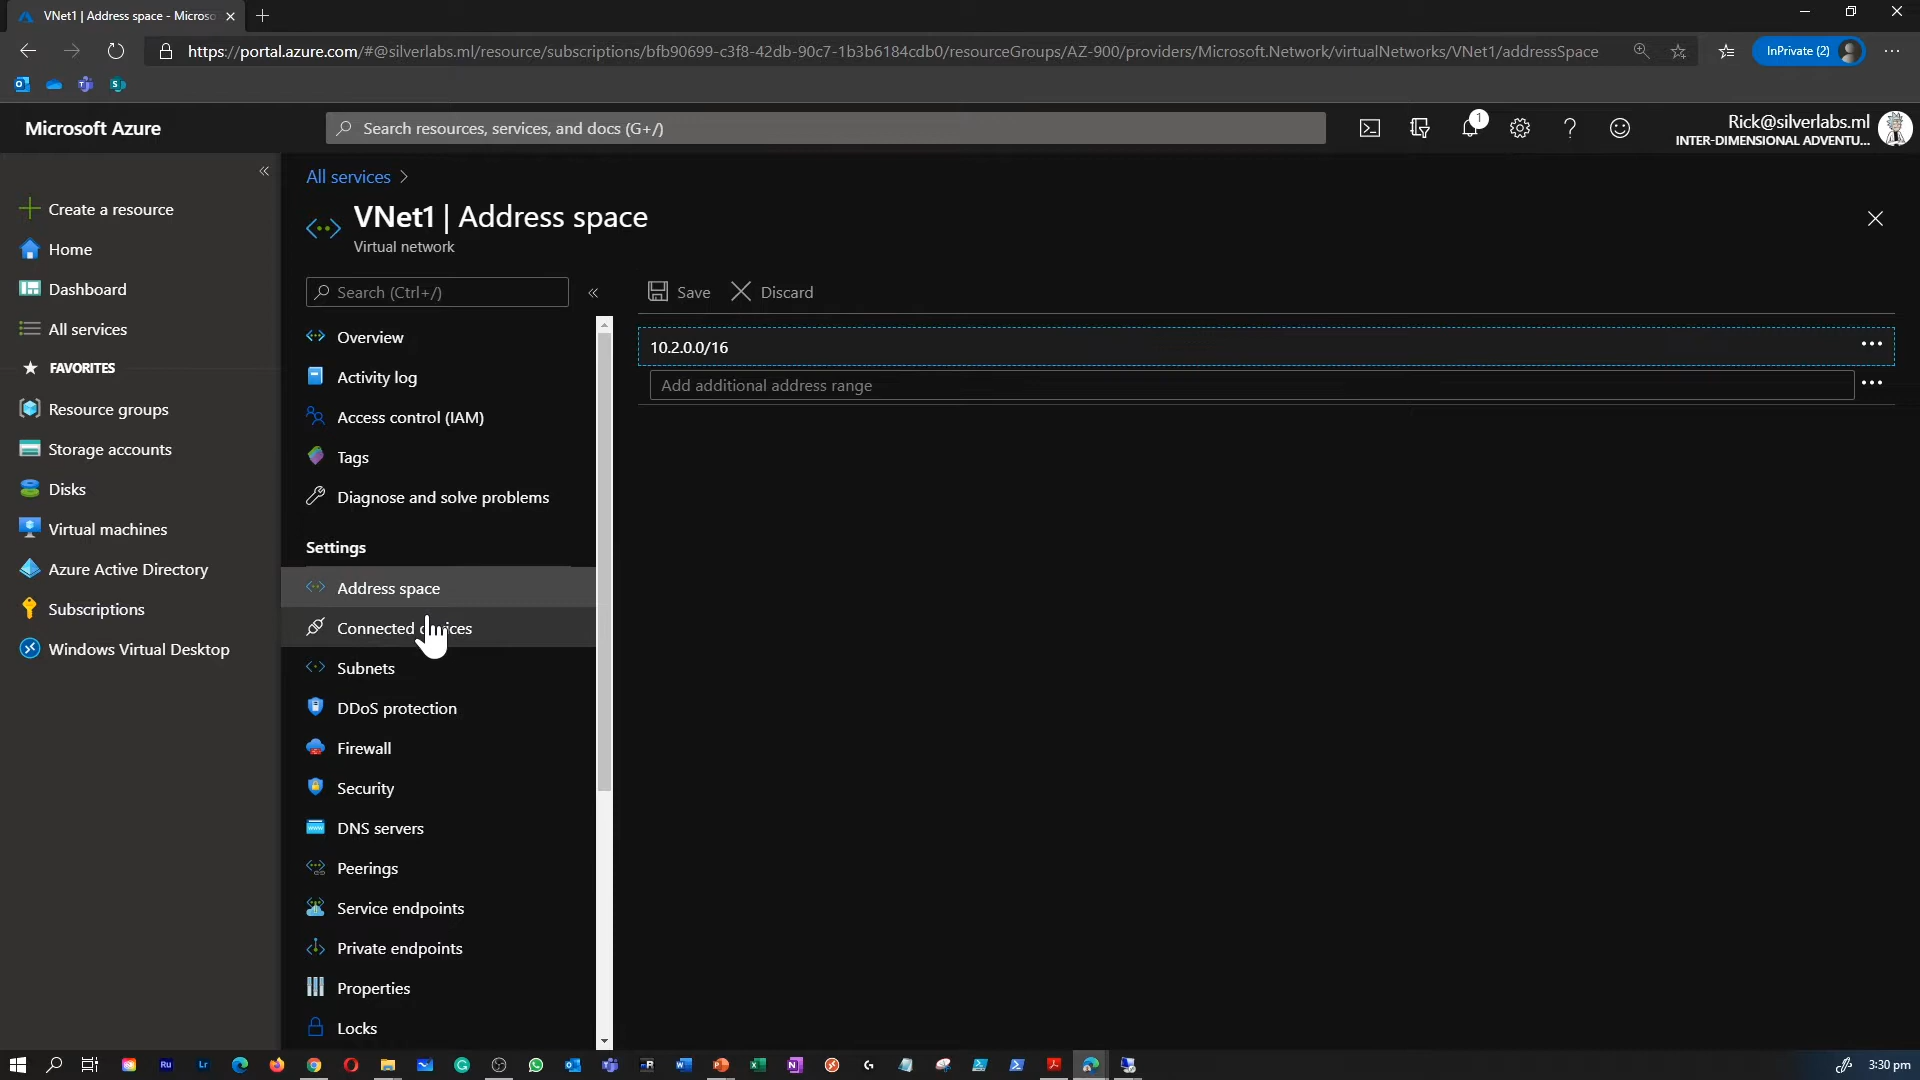 VNet1 | Address space - Microso
https://portal.azure.com/#@silverlabs.ml/resource/subscriptions/bfb90699-c3f8-42db-90c7-1b3b6184cdb0/resourceGroups/AZ-900/providers/Microsoft.Network/virtualNetworks/VNet1/addressSpace
InPrivate (2)
Microsoft Azure
Search resources, services, and docs (G+/)
1
Rick@silverlabs.ml
INTER-DIMENSIONAL ADVENTU...
Create a resource
Home
Dashboard
All services
FAVORITES
Resource groups
Storage accounts
Disks
Virtual machines
Azure Active Directory
Subscriptions
Windows Virtual Desktop
All services >
VNet1 | Address space
Virtual network
Search (Ctrl+/)
Overview
Activity log
Access control (IAM)
Tags
Diagnose and solve problems
Settings
Address space
Connected
Subnets
DDoS protection
Firewall
Security
DNS servers
Peerings
Service endpoints
Private endpoints
Properties
Locks
Save
Discard
10.2.0.0/16
Add additional address range
3:30 pm